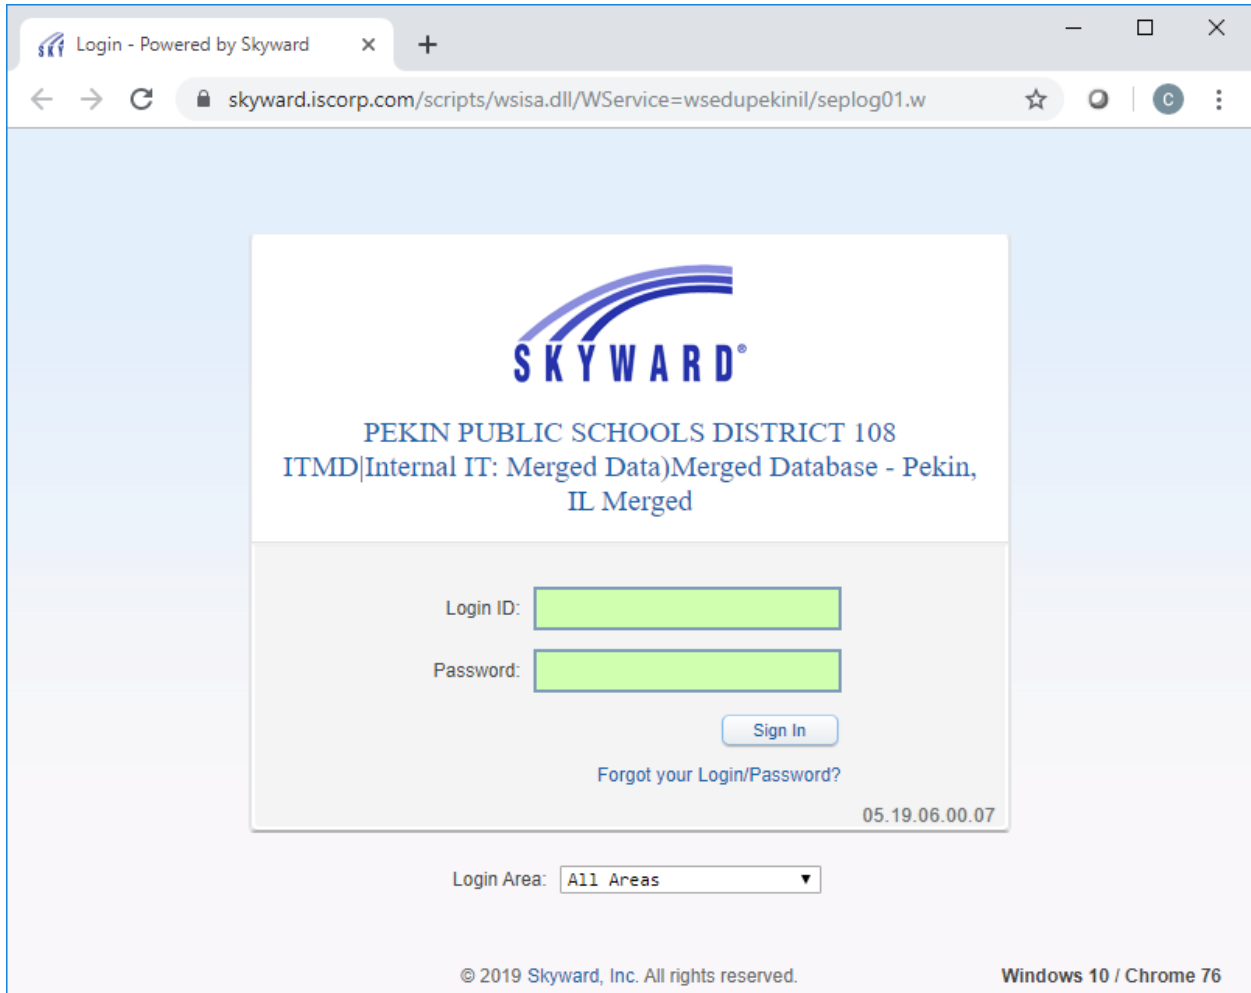 Login - Powered by Skyward
skyward.iscorp.com/scripts/wsisa.dll/WService=wsedupekinil/seplog01.w
C
SKYWARD®
PEKIN PUBLIC SCHOOLS DISTRICT 108
ITMD|Internal IT: Merged Data)Merged Database - Pekin,
IL Merged
Login ID:
Password:
Sign In
Forgot your Login/Password?
05.19.06.00.07
Login Area: All Areas
© 2019 Skyward, Inc. All rights reserved.
Windows 10 / Chrome 76